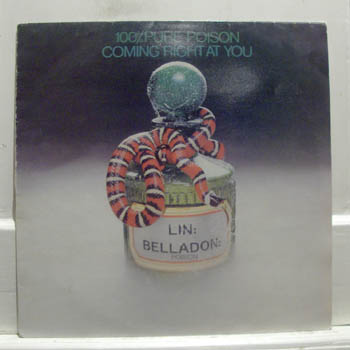 100% PURE POISON
COMING RIGHT AT YOU
LIN:
BELLADON:
POISON